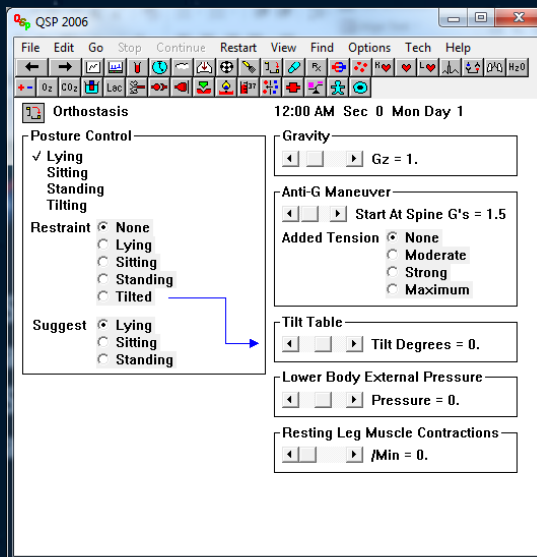 QSP 2006
File Edit Go Stop Continue Restart View Find Options Tech Help
O2 CO2 Lac
H2O
Orthostasis
12:00 AM Sec 0 Mon Day 1
Posture Control
✓ Lying
Sitting
Standing
Tilting
Restraint None
Lying
Sitting
Standing
Tilted
Suggest Lying
Sitting
Standing
Gravity
Gz = 1.
Anti-G Maneuver
Start At Spine G's = 1.5
Added Tension None
Moderate
Strong
Maximum
Tilt Table
Tilt Degrees = 0.
Lower Body External Pressure
Pressure = 0.
Resting Leg Muscle Contractions
/Min = 0.